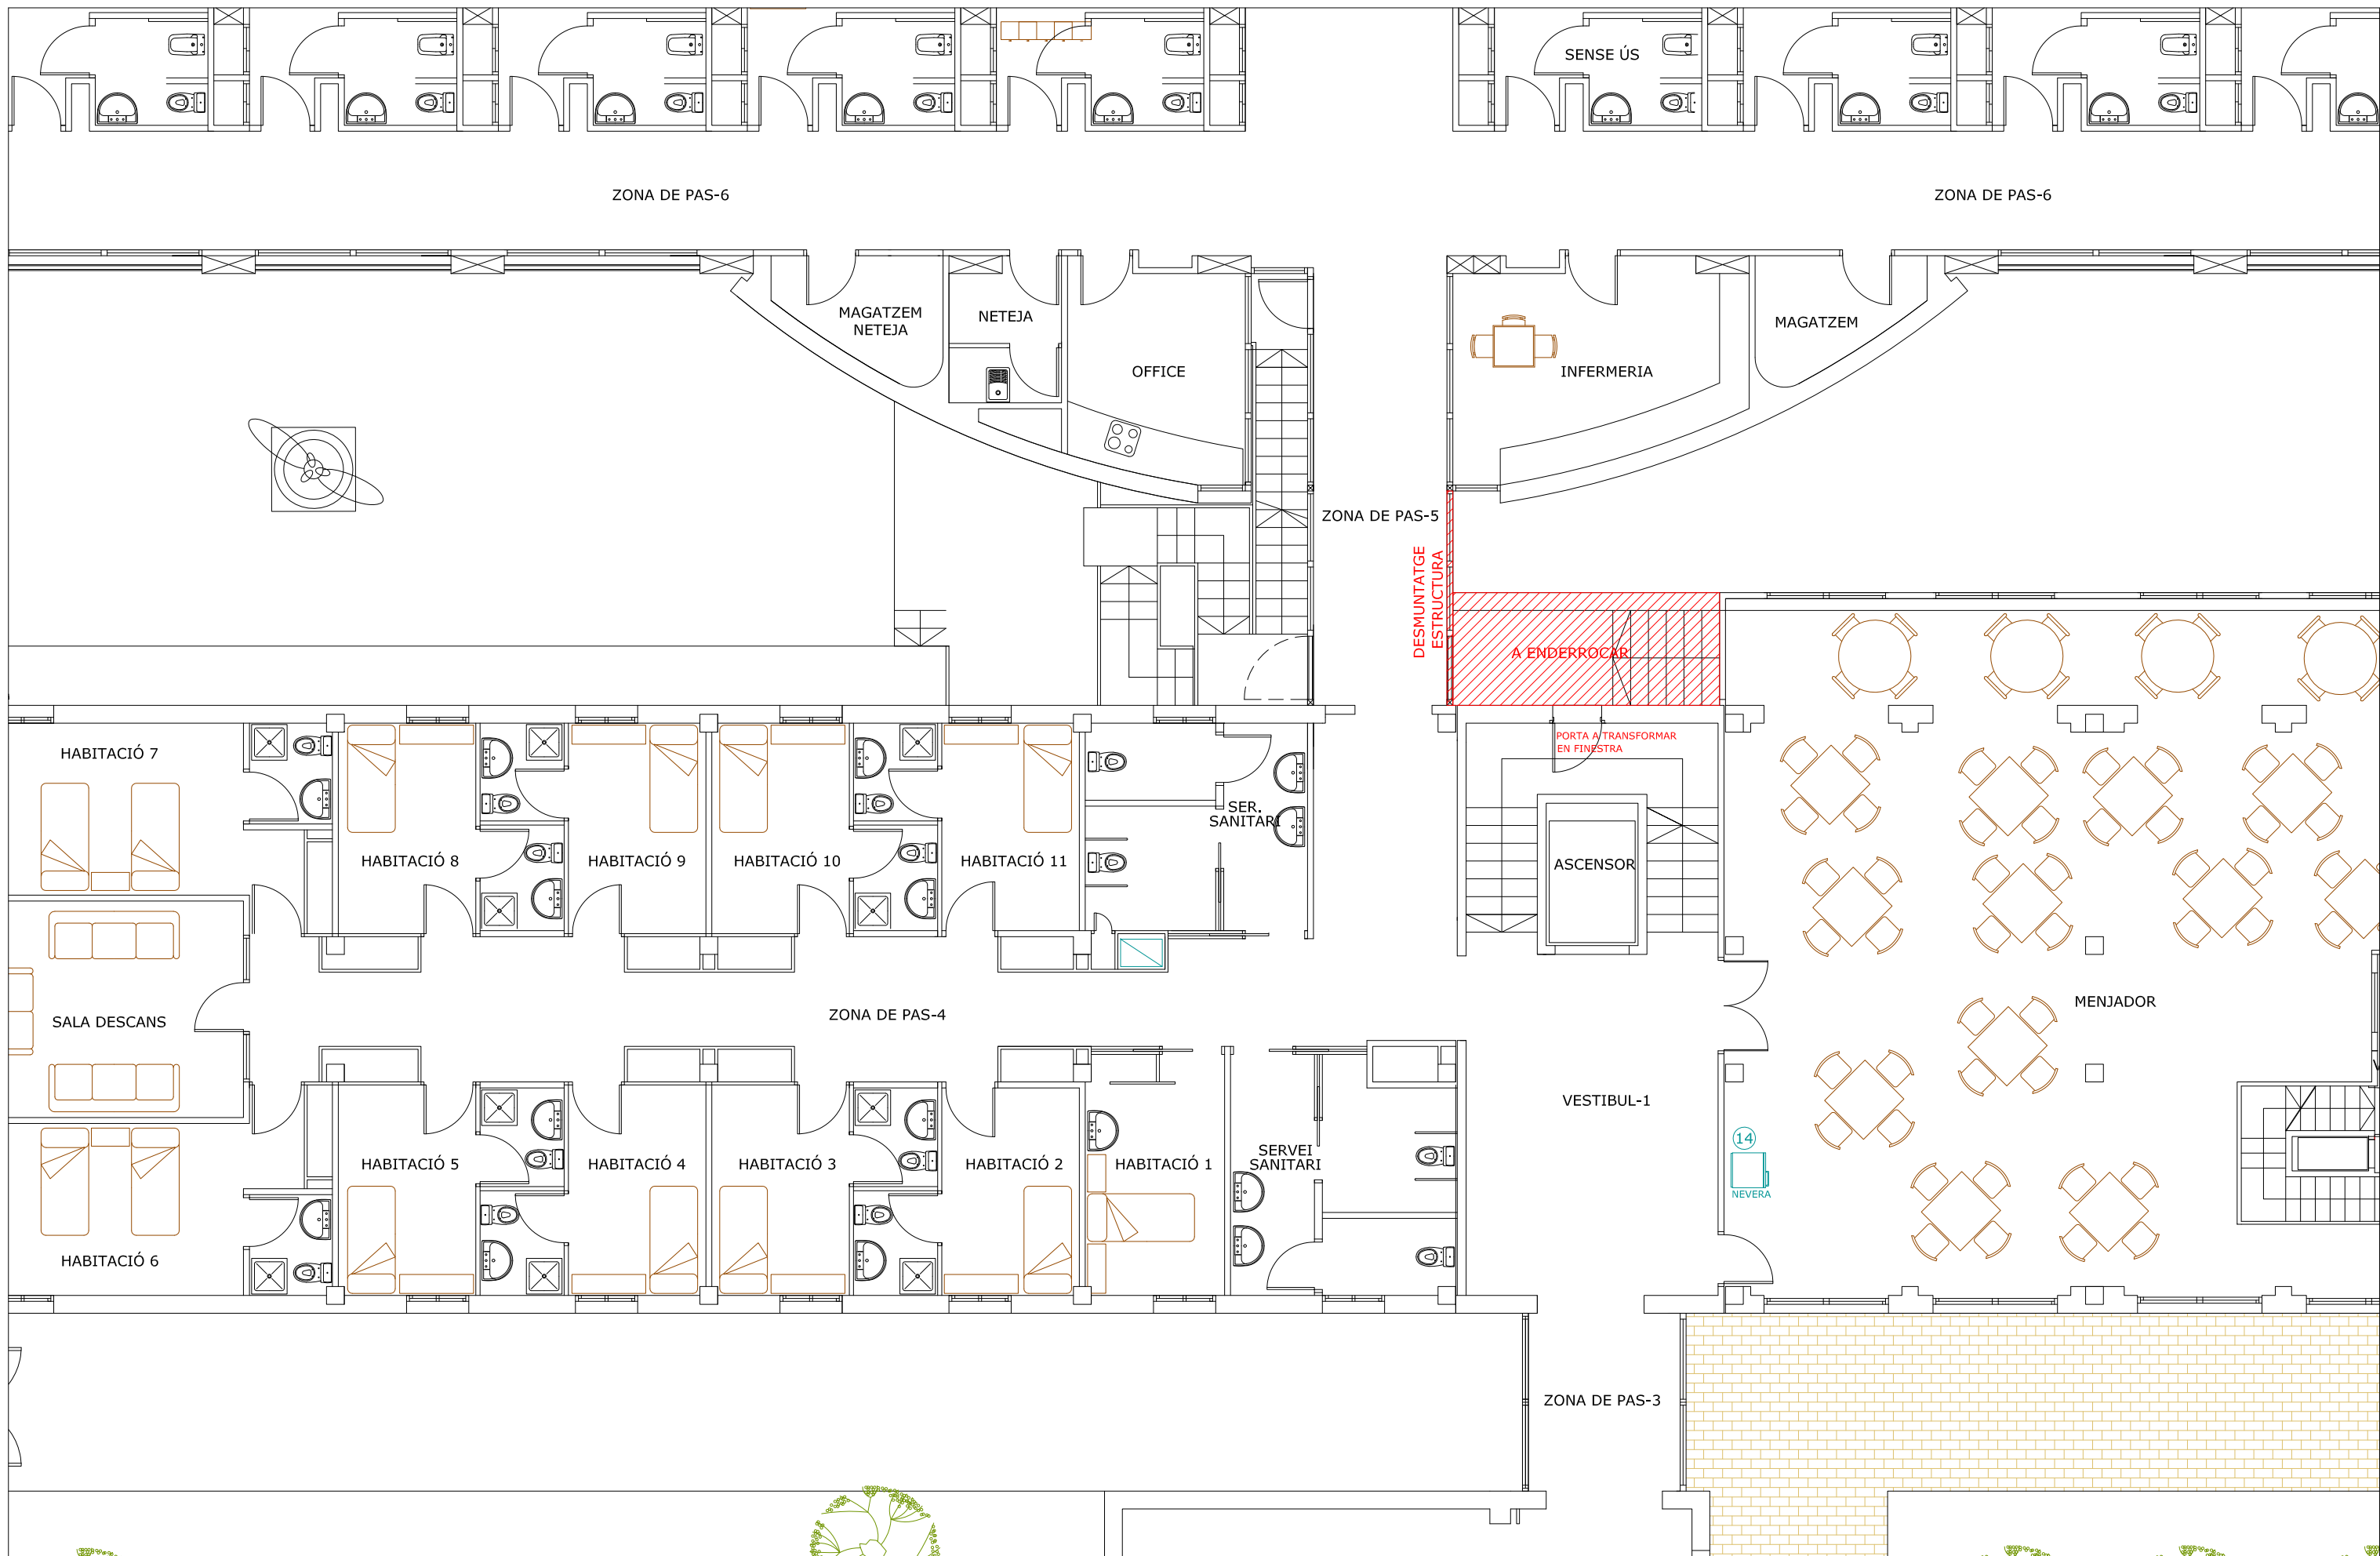 SENSE ÚS
ZONA DE PAS-6
ZONA DE PAS-6
MAGATZEM
NETEJA
NETEJA
OFFICE
INFERMERIA
MAGATZEM
ZONA DE PAS-5
DESMUNTATGE
ESTRUCTURA
A ENDERROCAR
PORTA A TRANSFORMAR
EN FINESTRA
HABITACIÓ 7
HABITACIÓ 8
HABITACIÓ 9
HABITACIÓ 10
HABITACIÓ 11
SER.
SANITARI
ASCENSOR
SALA DESCANS
ZONA DE PAS-4
MENJADOR
VESTIBUL-1
14
NEVERA
HABITACIÓ 5
HABITACIÓ 4
HABITACIÓ 3
HABITACIÓ 2
HABITACIÓ 1
SERVEI
SANITARI
HABITACIÓ 6
ZONA DE PAS-3